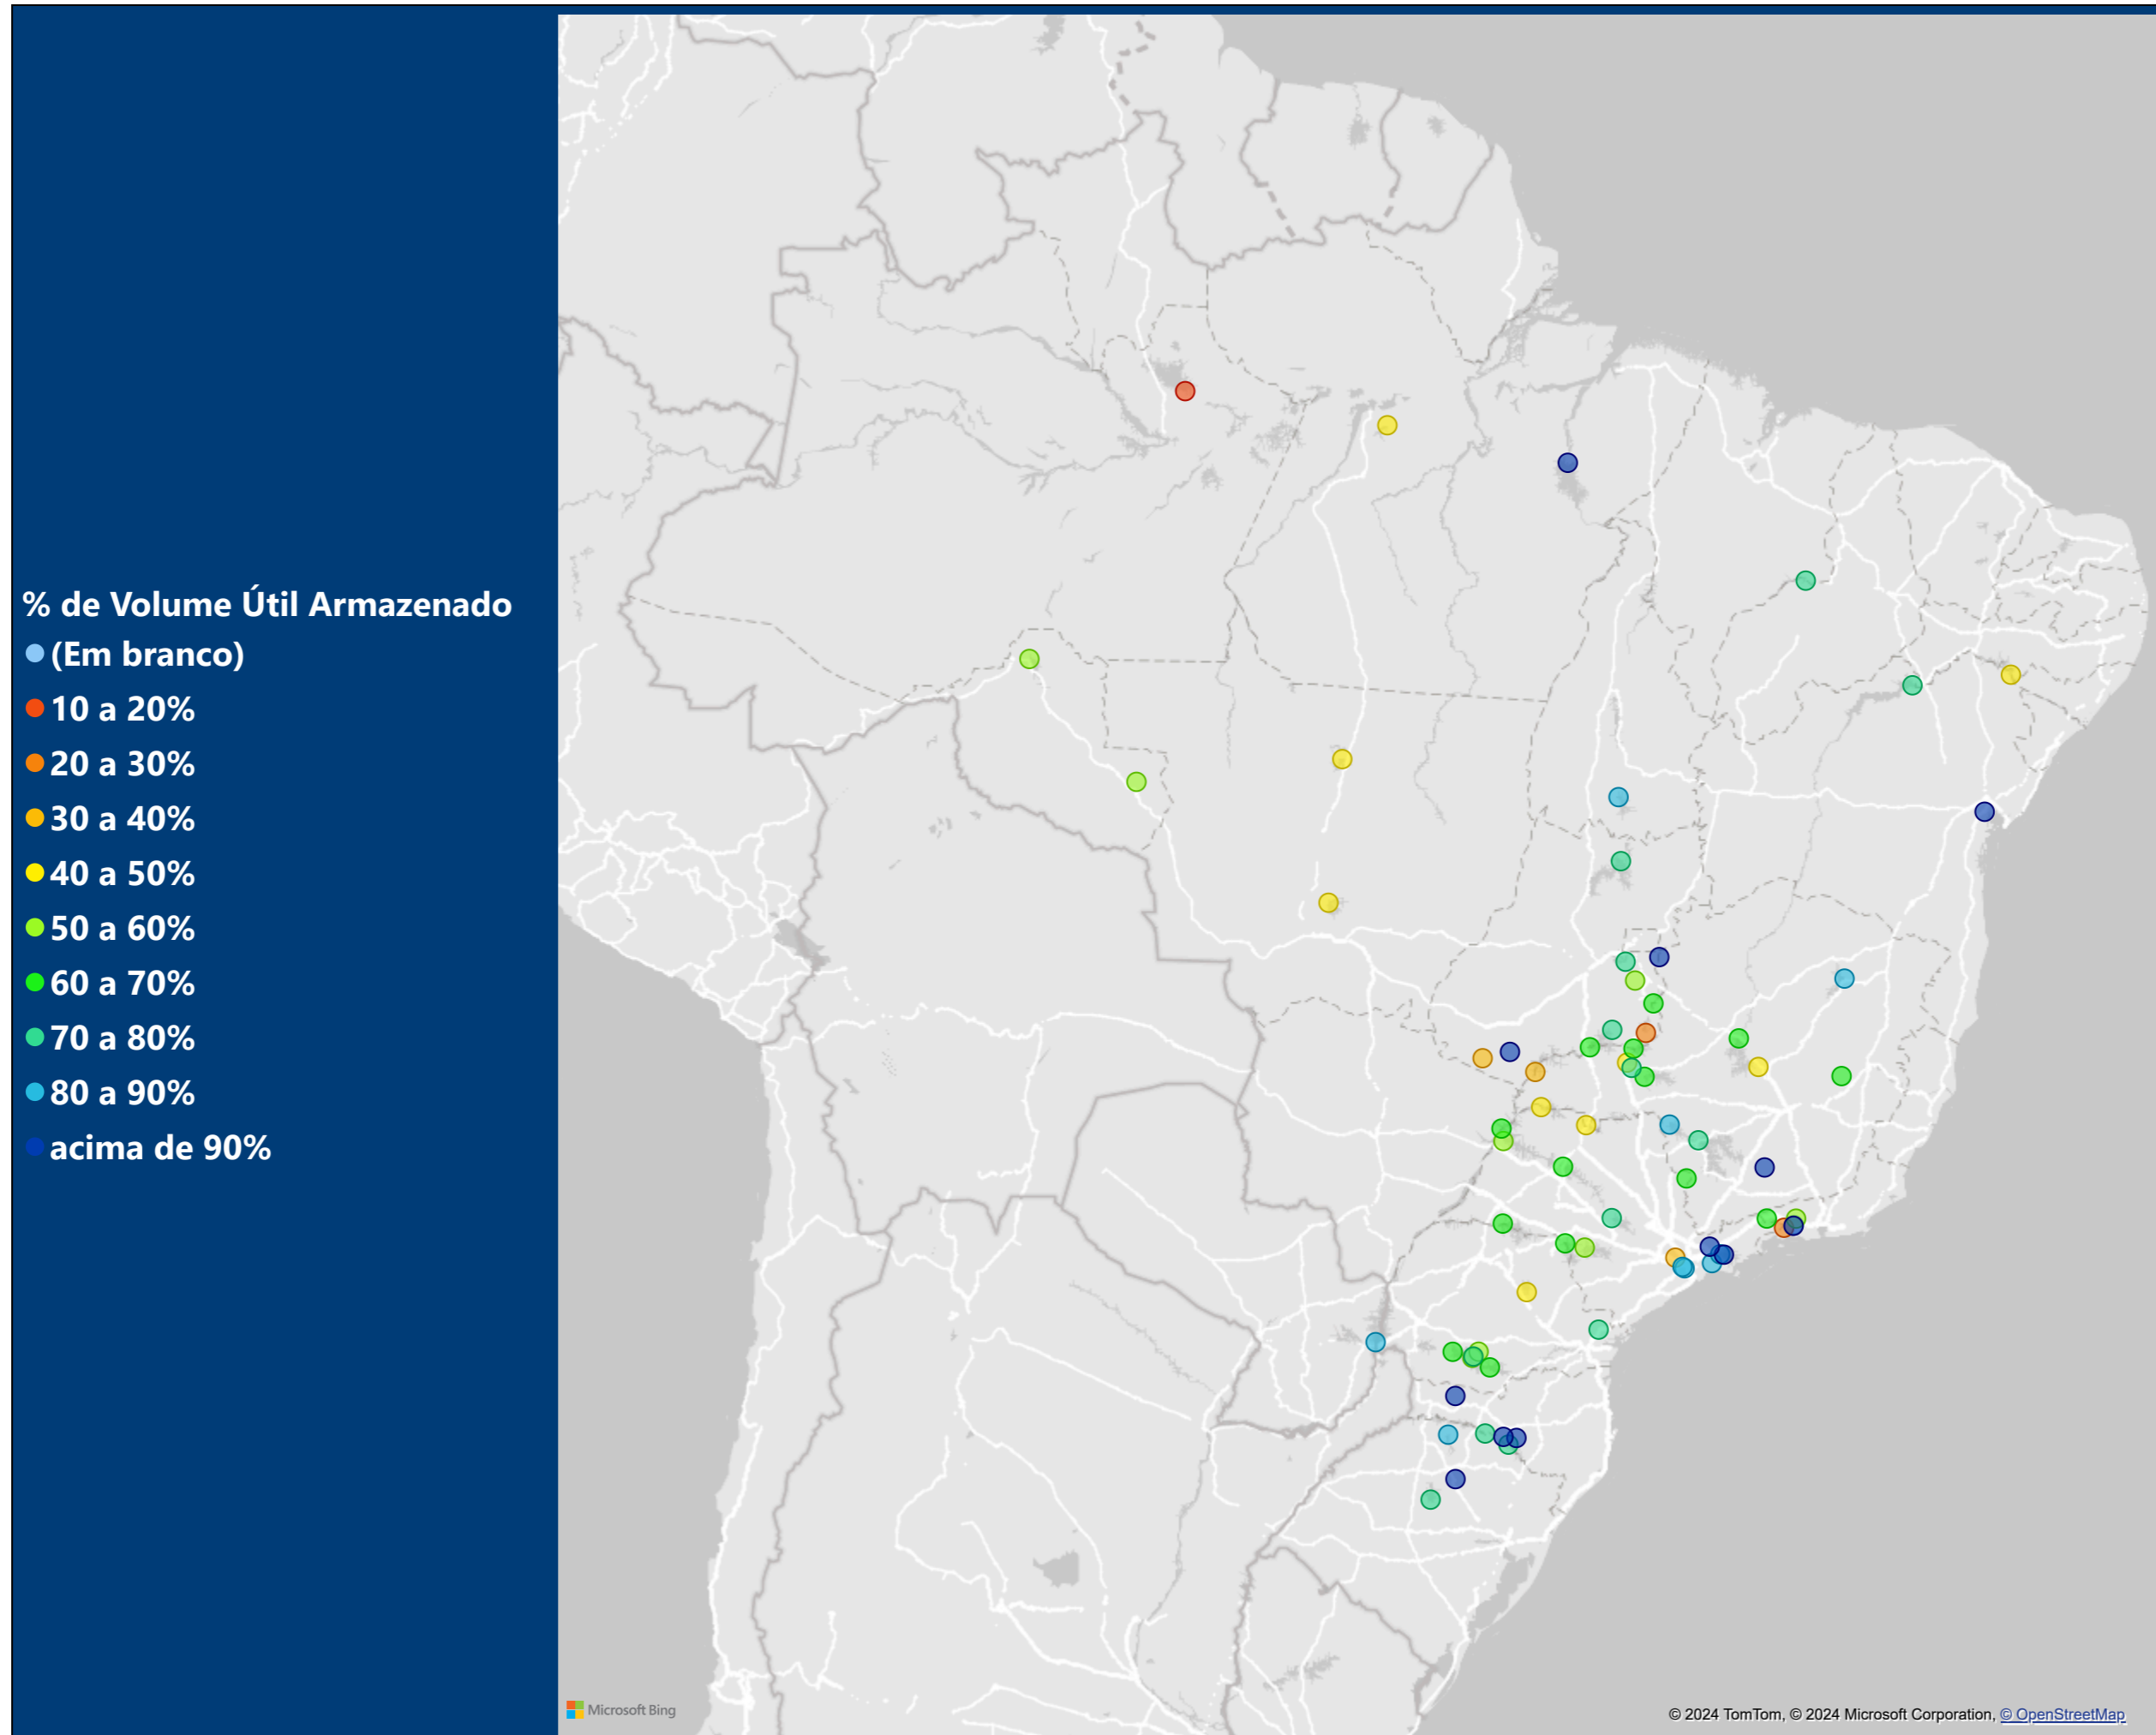 % de Volume Útil Armazenado
(Em branco)
10 a 20%
20 a 30%
30 a 40%
40 a 50%
50 a 60%
60 a 70%
70 a 80%
80 a 90%
acima de 90%
Microsoft Bing
© 2024 TomTom, © 2024 Microsoft Corporation, © OpenStreetMap